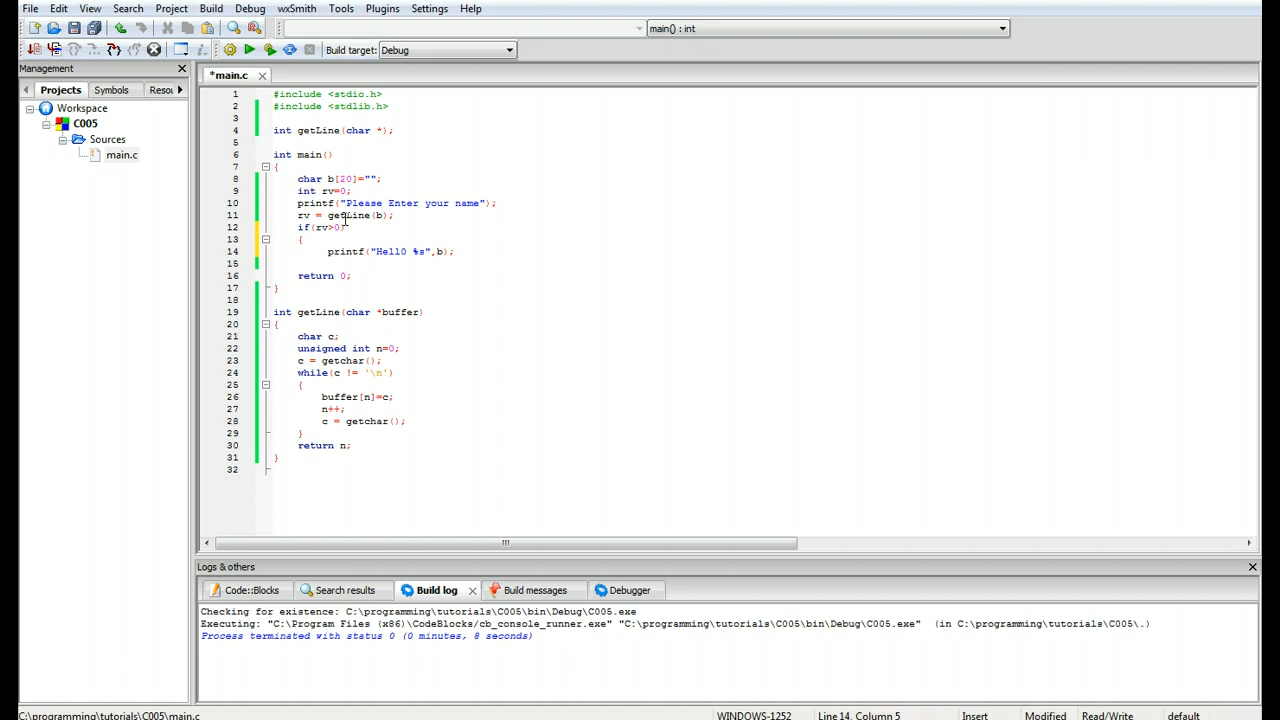 File Edit View Search Project Build Debug wxSmith Tools Plugins Settings Help
main() : int
Build target: Debug
Management
Projects Symbols Resou
Workspace
C005
Sources
main.c
*main.c
1 #include <stdio.h>
2 #include <stdlib.h>
3
4 int getLine(char *);
5
6 int main()
7 {
8 char b[20]="";
9 int rv=0;
10 printf("Please Enter your name");
11 rv = getLine(b);
12 if(rv>0)
13 {
14 printf("Hell0 %s",b);
15
16 return 0;
17 }
18
19 int getLine(char *buffer)
20 {
21 char c;
22 unsigned int n=0;
23 c = getchar();
24 while(c != '\n')
25 {
26 buffer[n]=c;
27 n++;
28 c = getchar();
29 }
30 return n;
31 }
32
Logs & others
Code::Blocks Search results Build log Build messages Debugger
Checking for existence: C:\programming\tutorials\C005\bin\Debug\C005.exe
Executing: "C:\Program Files (x86)\CodeBlocks/cb_console_runner.exe" "C:\programming\tutorials\C005\bin\Debug\C005.exe" (in C:\programming\tutorials\C005\.)
Process terminated with status 0 (0 minutes, 8 seconds)
C:\programming\tutorials\C005\main.c WINDOWS-1252 Line 14, Column 5 Insert Modified Read/Write default